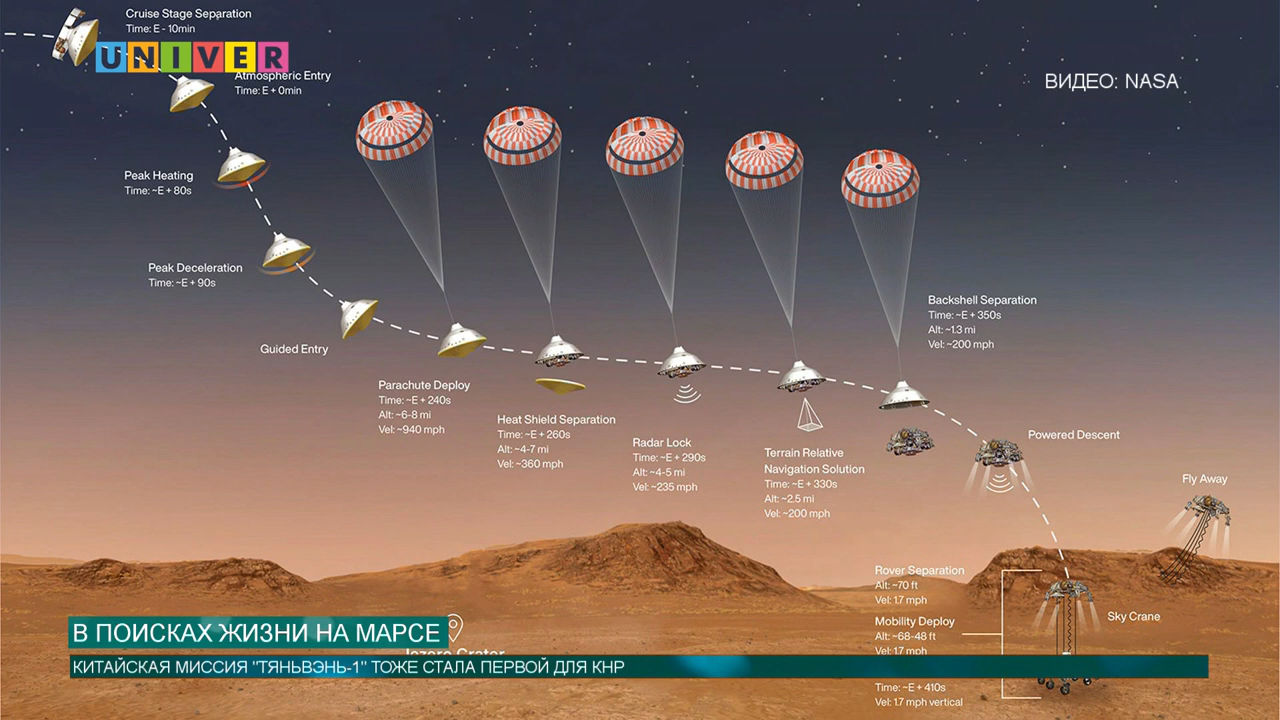 Cruise Stage Separation
Time: E - 10min
UNIVER
Atmospheric Entry
Time: E + 0min
ВИДЕО: NASA
Peak Heating
Time: ~E + 80s
Peak Deceleration
Time: ~E + 90s
Guided Entry
Parachute Deploy
Time: ~E + 240s
Alt: ~6-8 mi
Vel: ~940 mph
Heat Shield Separation
Time: ~E + 260s
Alt: ~4-7 mi
Vel: ~360 mph
Radar Lock
Time: ~E + 290s
Alt: ~4-5 mi
Vel: ~235 mph
Terrain Relative
Navigation Solution
Time: ~E + 330s
Alt: ~2.5 mi
Vel: ~200 mph
Backshell Separation
Time: ~E + 350s
Alt: ~1.3 mi
Vel: ~200 mph
Powered Descent
Fly Away
Rover Separation
Alt: ~70 ft
Vel: 1.7 mph
Mobility Deploy
Alt: ~68-48 ft
Vel: 1.7 mph
Sky Crane
Time: ~E + 410s
Vel: 1.7 mph vertical
Jezero Crater
В ПОИСКАХ ЖИЗНИ НА МАРСЕ
КИТАЙСКАЯ МИССИЯ "ТЯНЬВЭНЬ-1" ТОЖЕ СТАЛА ПЕРВОЙ ДЛЯ КНР